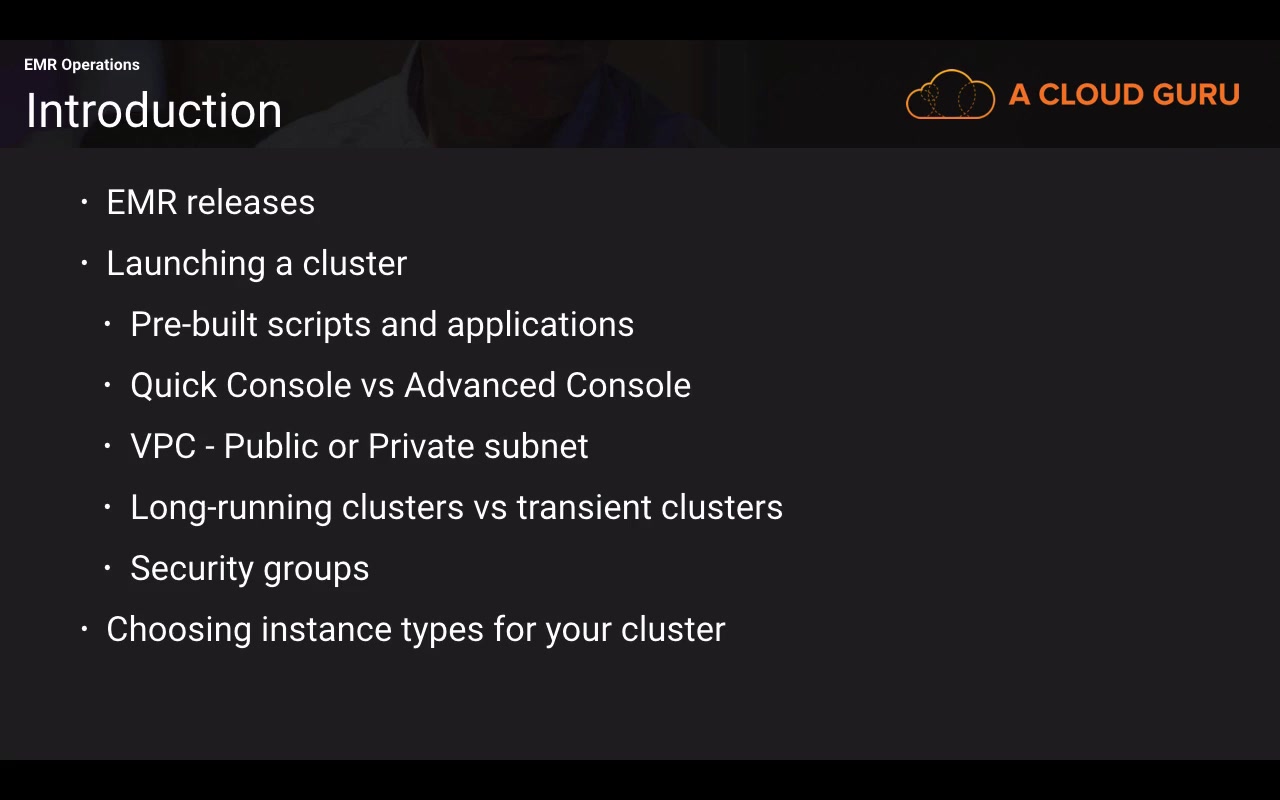 EMR Operations
Introduction
A CLOUD GURU
· EMR releases
· Launching a cluster
· Pre-built scripts and applications
· Quick Console vs Advanced Console
· VPC - Public or Private subnet
· Long-running clusters vs transient clusters
· Security groups
· Choosing instance types for your cluster